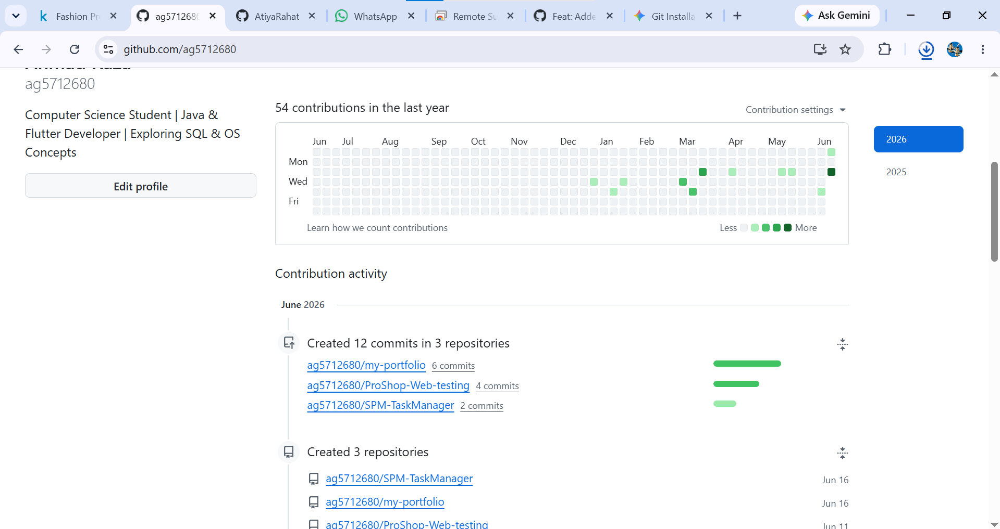 Fashion Pr
ag5712680
AtiyaRahat
WhatsApp
Remote Su
Feat: Adde
Git Installa
Ask Gemini
github.com/ag5712680
ag5712680
Computer Science Student | Java &
Flutter Developer | Exploring SQL & OS
Concepts
Edit profile
54 contributions in the last year
Contribution settings
2026
2025
Jun Jul Aug Sep Oct Nov Dec Jan Feb Mar Apr May Jun
Mon
Wed
Fri
Learn how we count contributions
Less More
Contribution activity
June 2026
Created 12 commits in 3 repositories
ag5712680/my-portfolio 6 commits
ag5712680/ProShop-Web-testing 4 commits
ag5712680/SPM-TaskManager 2 commits
Created 3 repositories
ag5712680/SPM-TaskManager Jun 16
ag5712680/my-portfolio Jun 16
ag5712680/ProShop-Web-testing Jun 11